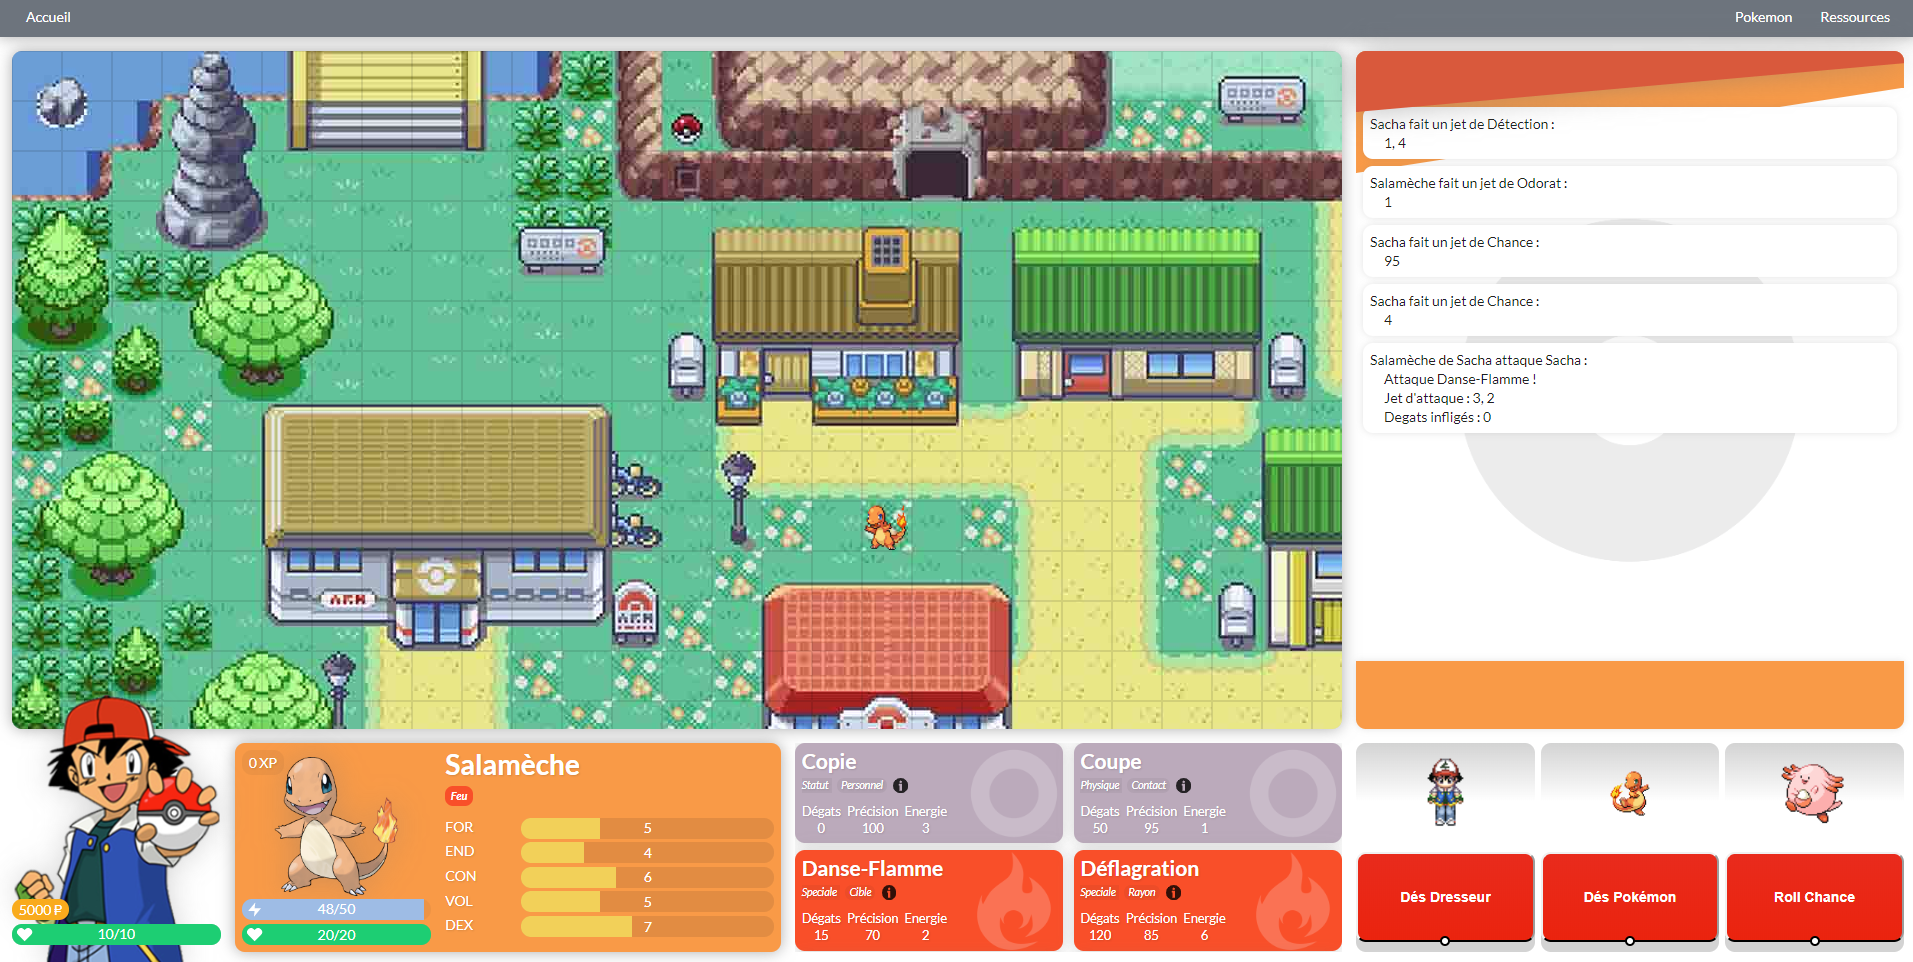 Accueil
Pokemon
Ressources
Sacha fait un jet de Détection :
1, 4
Salamèche fait un jet de Odorat :
1
Sacha fait un jet de Chance :
95
Sacha fait un jet de Chance :
4
Salamèche de Sacha attaque Sacha :
Attaque Danse-Flamme !
Jet d'attaque : 3, 2
Degats infligés : 0
5000 ₽
10/10
0 XP
48/50
20/20
Salamèche
Feu
FOR 5
END 4
CON 6
VOL 5
DEX 7
Copie
Statut Personnel
Dégats Précision Energie
0 100 3
Coupe
Physique Contact
Dégats Précision Energie
50 95 1
Danse-Flamme
Speciale Cible
Dégats Précision Energie
15 70 2
Déflagration
Speciale Rayon
Dégats Précision Energie
120 85 6
Dés Dresseur
Dés Pokémon
Roll Chance